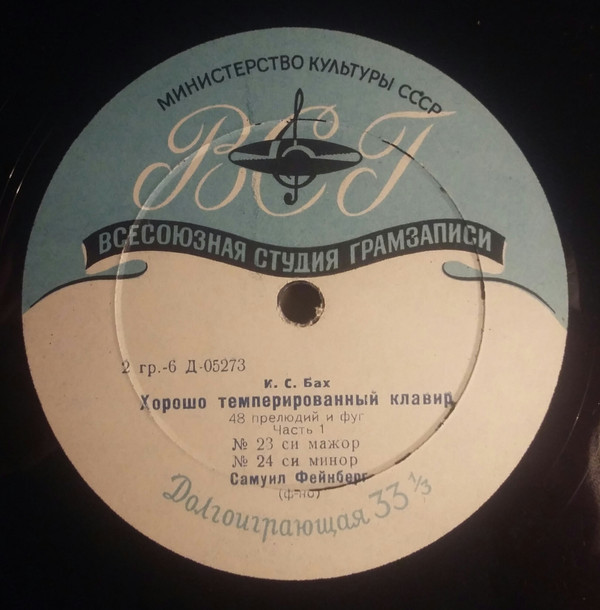 МИНИСТЕРСТВО КУЛЬТУРЫ СССР
ВСГ
ВСЕСОЮЗНАЯ СТУДИЯ ГРАМЗАПИСИ
2 гр.-6 Д-05273
И. С. Бах
Хорошо темперированный клавир
48 прелюдий и фуг
Часть 1
№ 23 си мажор
№ 24 си минор
Самуил Фейнберг
(ф-но)
Долгоиграющая 33 1/3